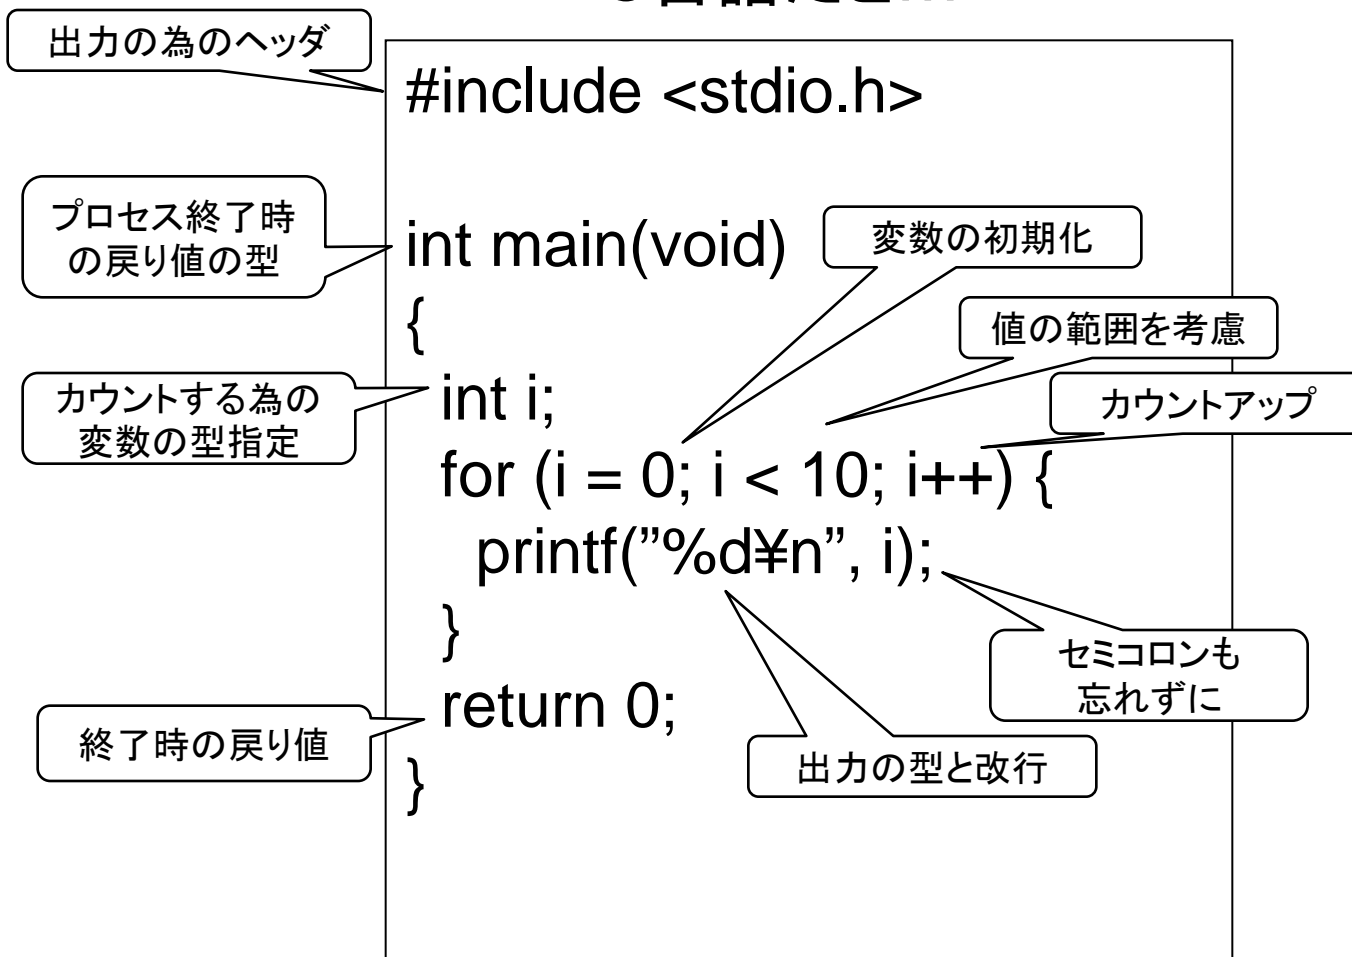 出力の為のヘッダ
#include <stdio.h>
プロセス終了時
の戻り値の型
int main(void)
変数の初期化
{
値の範囲を考慮
カウントする為の
変数の型指定
int i;
カウントアップ
for (i = 0; i < 10; i++) {
printf(”%d¥n”, i);
}
セミコロンも
忘れずに
return 0;
終了時の戻り値
出力の型と改行
}